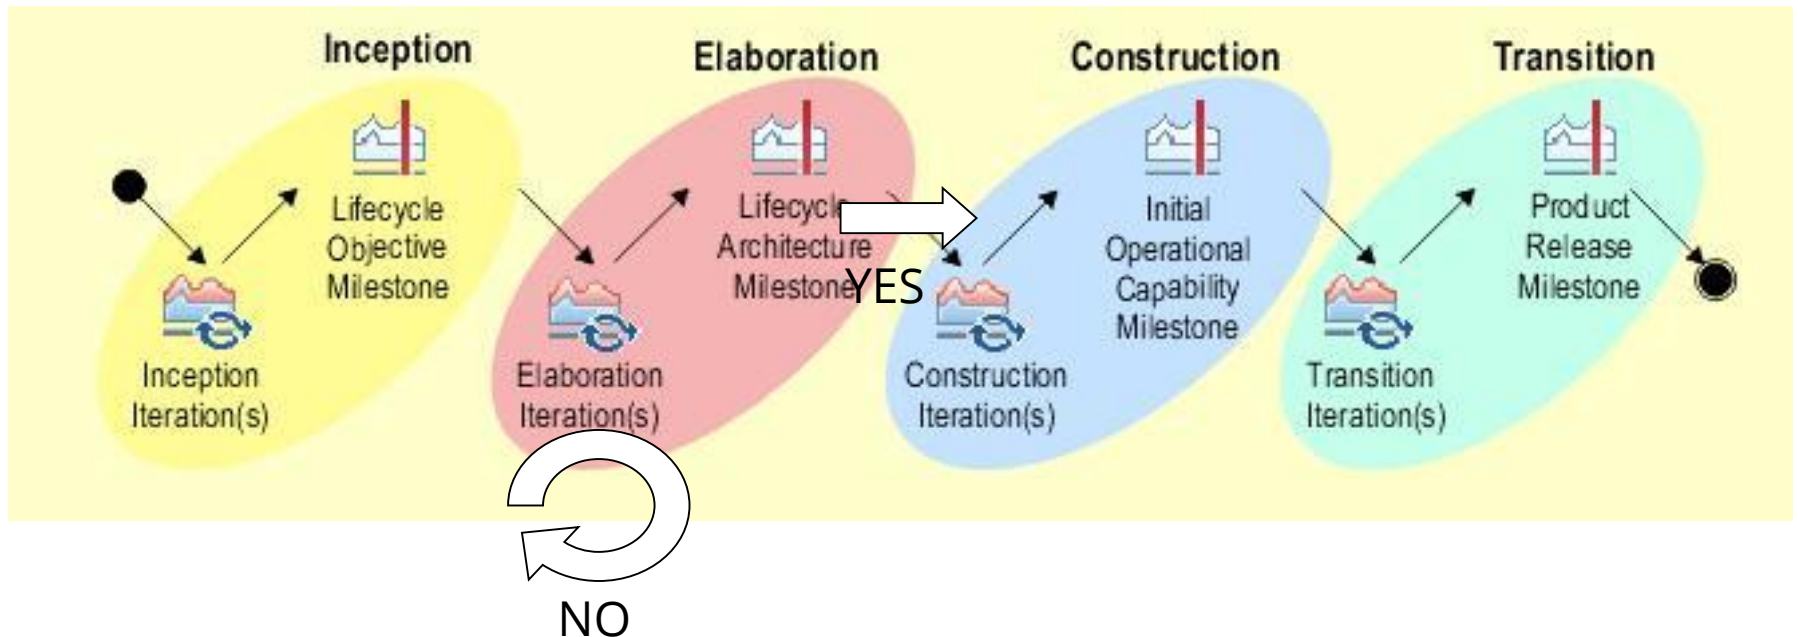 Inception
Elaboration
Construction
Transition
Lifecycle
Objective
Milestone
Lifecycle
Architecture
Milestone
YES
Initial
Operational
Capability
Milestone
Product
Release
Milestone
Inception
Iteration(s)
Elaboration
Iteration(s)
Construction
Iteration(s)
Transition
Iteration(s)
NO